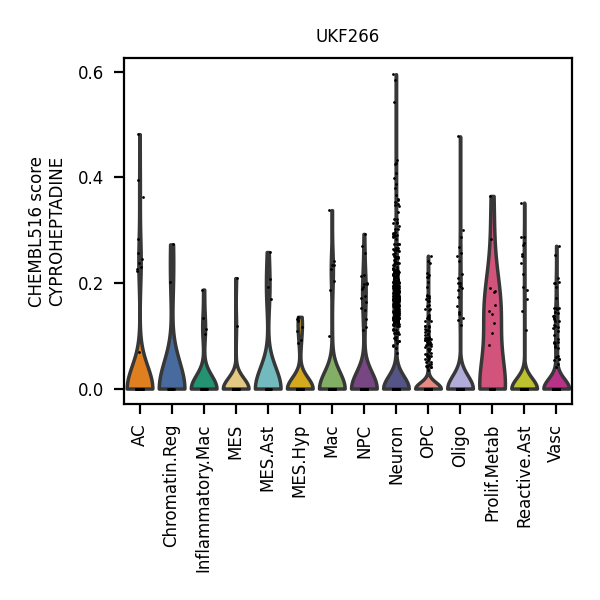 UKF266
CHEMBL516 score
CYPROHEPTADINE
0.6
0.4
0.2
0.0
AC
Chromatin.Reg
Inflammatory.Mac
MES
MES.Ast
MES.Hyp
Mac
NPC
Neuron
OPC
Oligo
Prolif.Metab
Reactive.Ast
Vasc